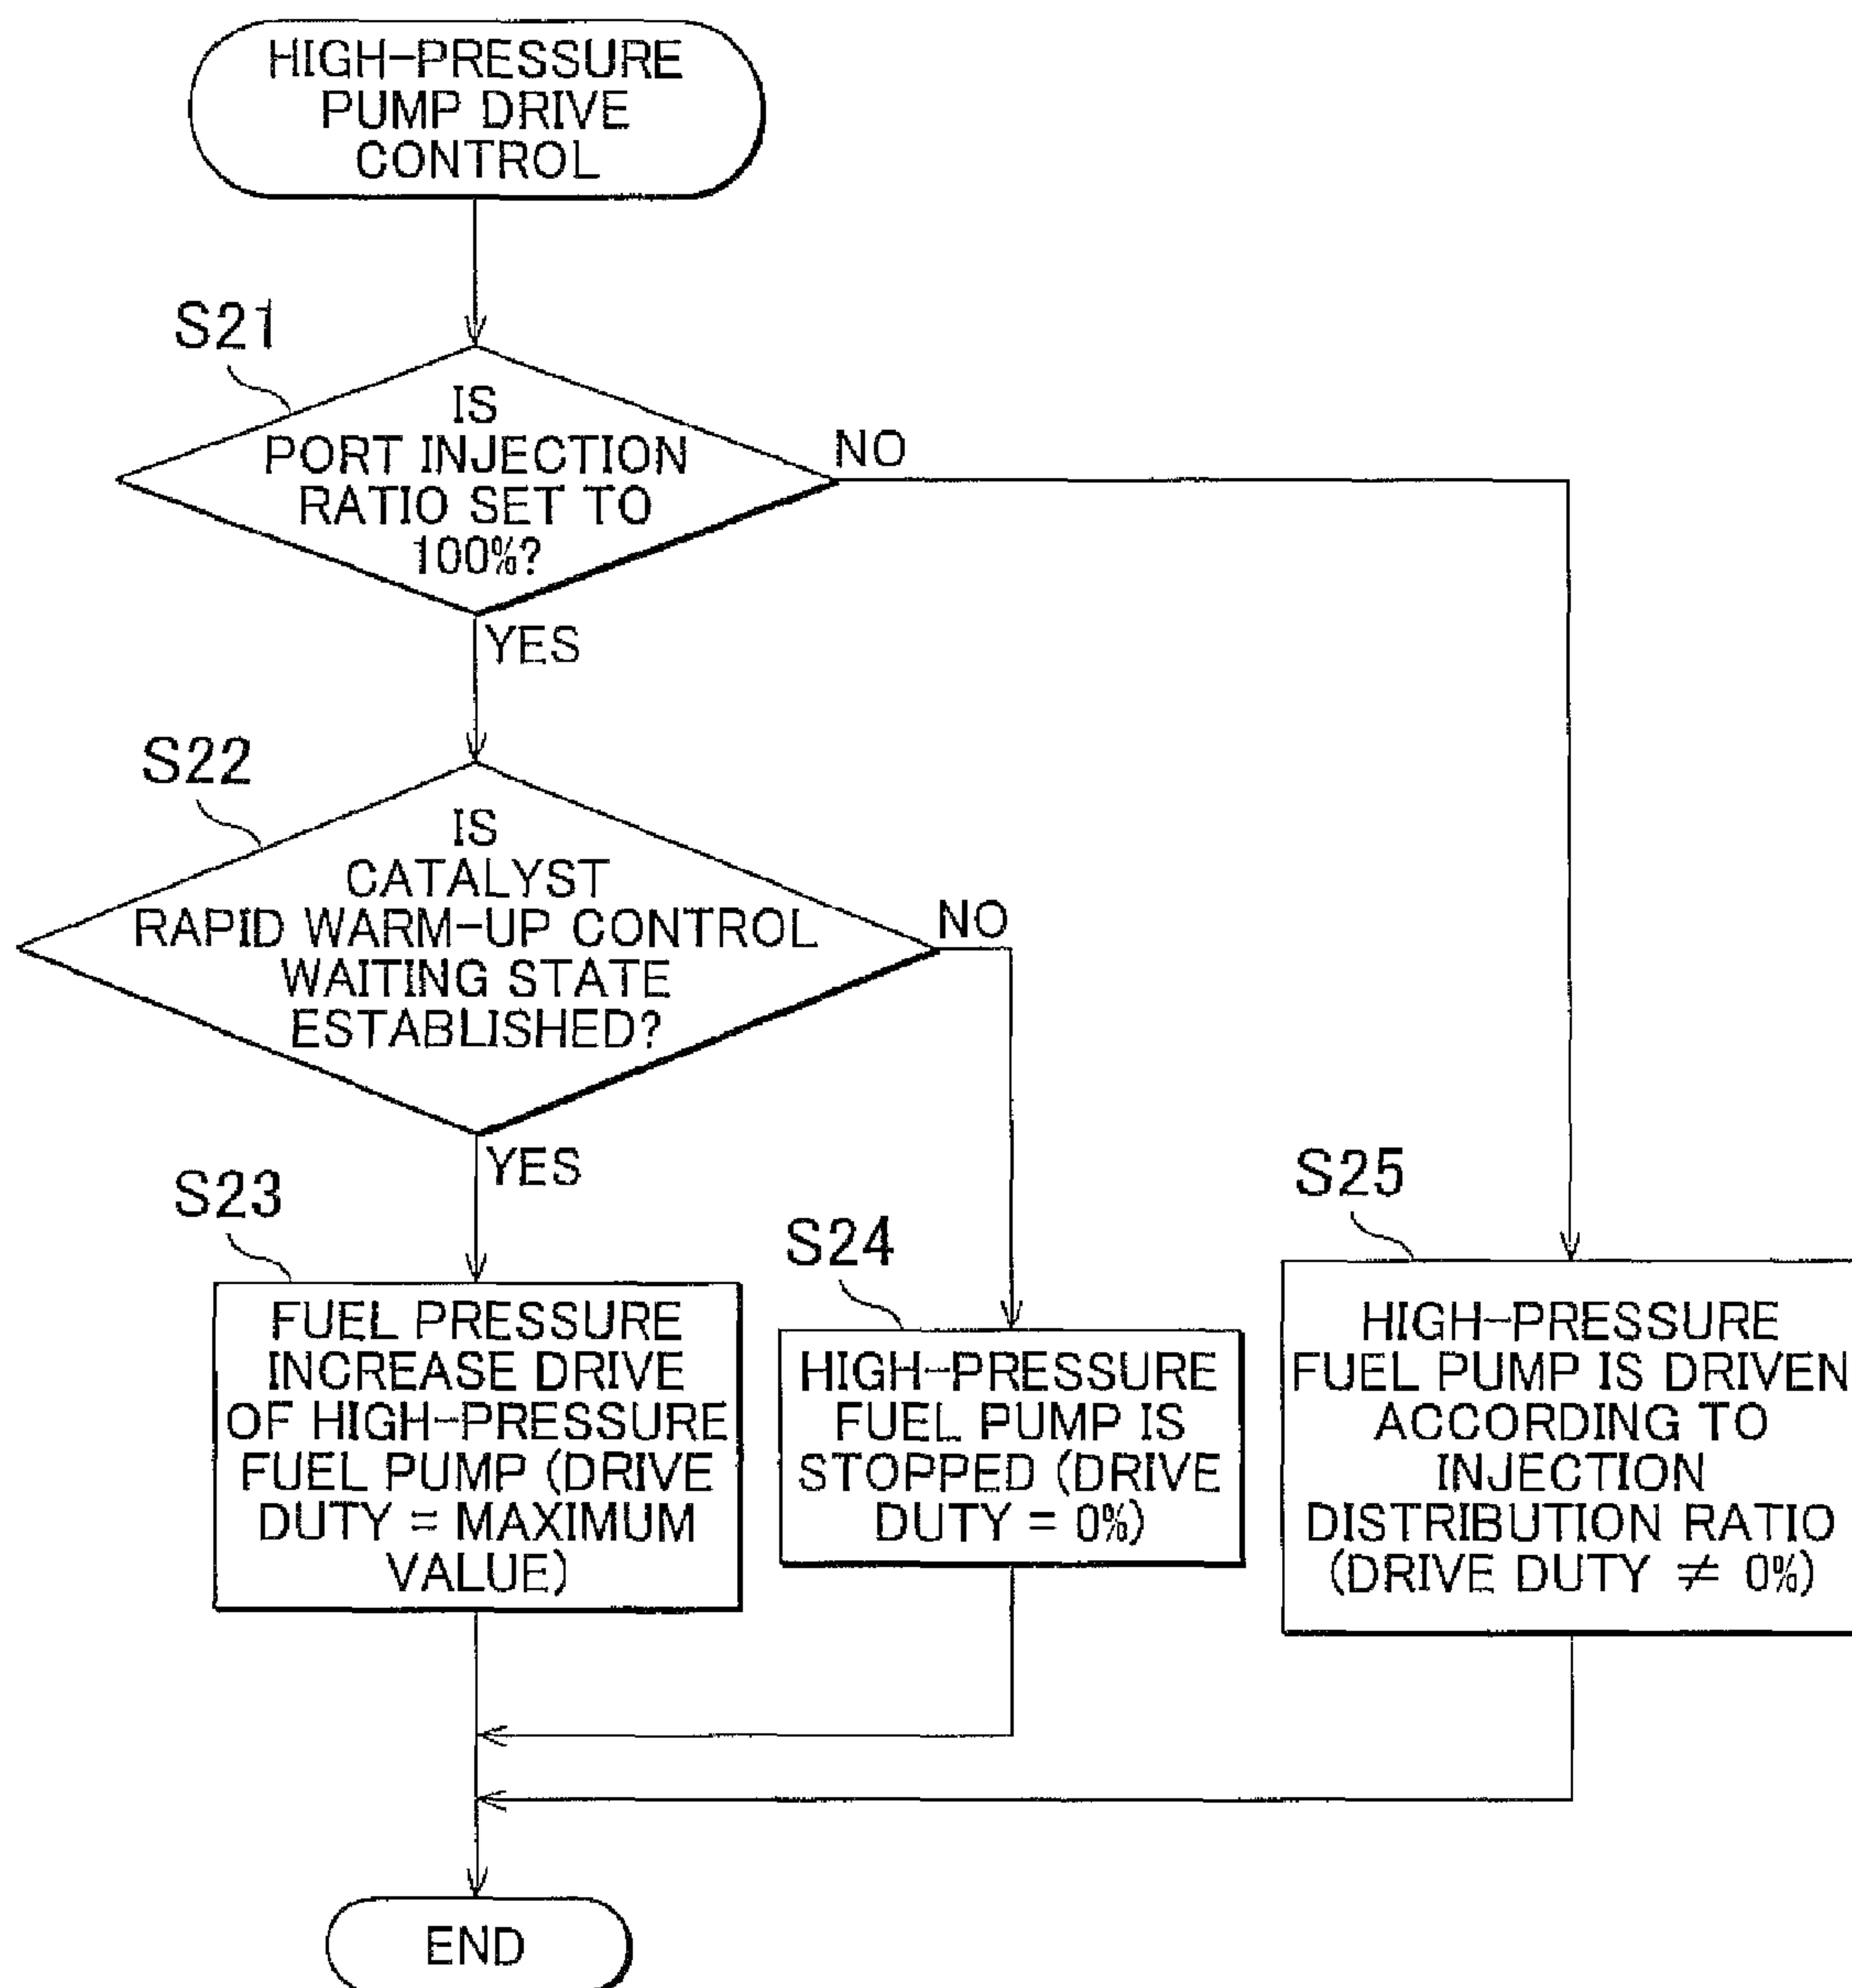 HIGH-PRESSURE
PUMP DRIVE
CONTROL
S21
IS
PORT INJECTION
RATIO SET TO
100%?
NO
YES
S22
IS
CATALYST
RAPID WARM-UP CONTROL
WAITING STATE
ESTABLISHED?
NO
YES
S23
FUEL PRESSURE
INCREASE DRIVE
OF HIGH-PRESSURE
FUEL PUMP (DRIVE
DUTY = MAXIMUM
VALUE)
S24
HIGH-PRESSURE
FUEL PUMP IS
STOPPED (DRIVE
DUTY = 0%)
S25
HIGH-PRESSURE
FUEL PUMP IS DRIVEN
ACCORDING TO
INJECTION
DISTRIBUTION RATIO
(DRIVE DUTY ≠ 0%)
END